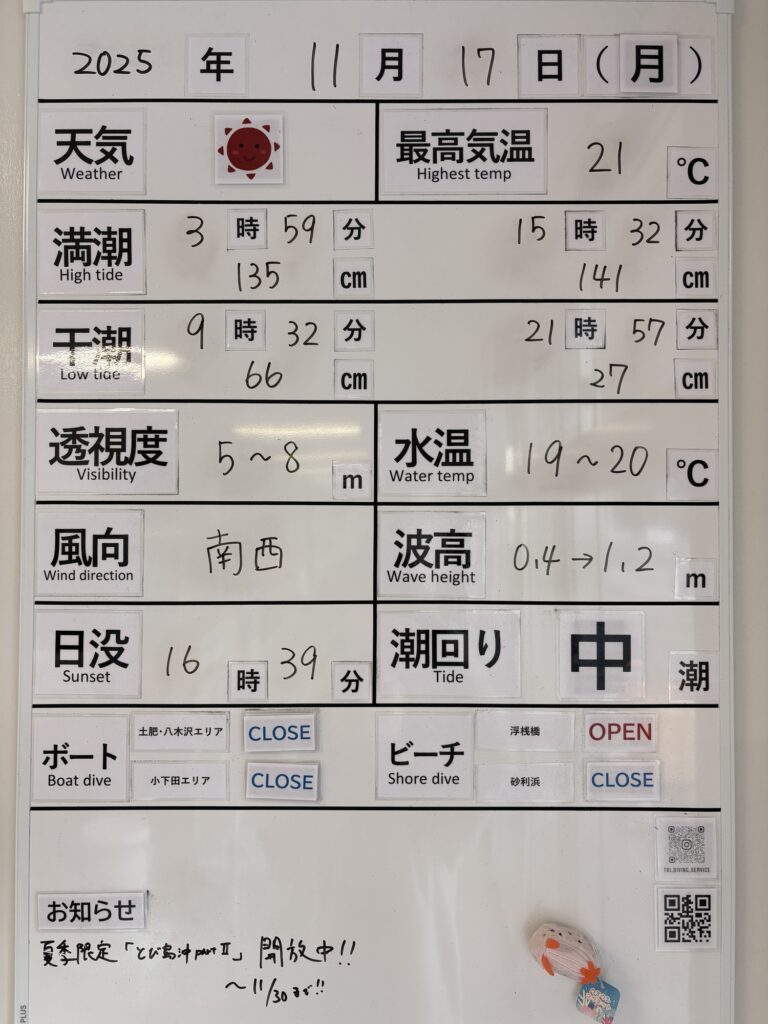 2025 年 11 月 17 日 ( 月 )
天気 最高気温 21 ℃
Weather Highest temp
満潮 3 時 59 分 15 時 32 分
High tide 135 cm 141 cm
干潮 9 時 32 分 21 時 57 分
Low tide 66 cm 27 cm
透視度 5～8 m 水温 19～20 ℃
Visibility Water temp
風向 南西 波高 0.4→1.2 m
Wind direction Wave height
日没 16 時 39 分 潮回り 中 潮
Sunset Tide
ボート 土肥・八木沢エリア CLOSE ビーチ 浮桟橋 OPEN
Boat dive 小下田エリア CLOSE Shore dive 砂利浜 CLOSE
TOI_DIVING_SERVICE
お知らせ
夏季限定「とび島沖partⅡ」開放中!!
～11/30まで!!
PLUS